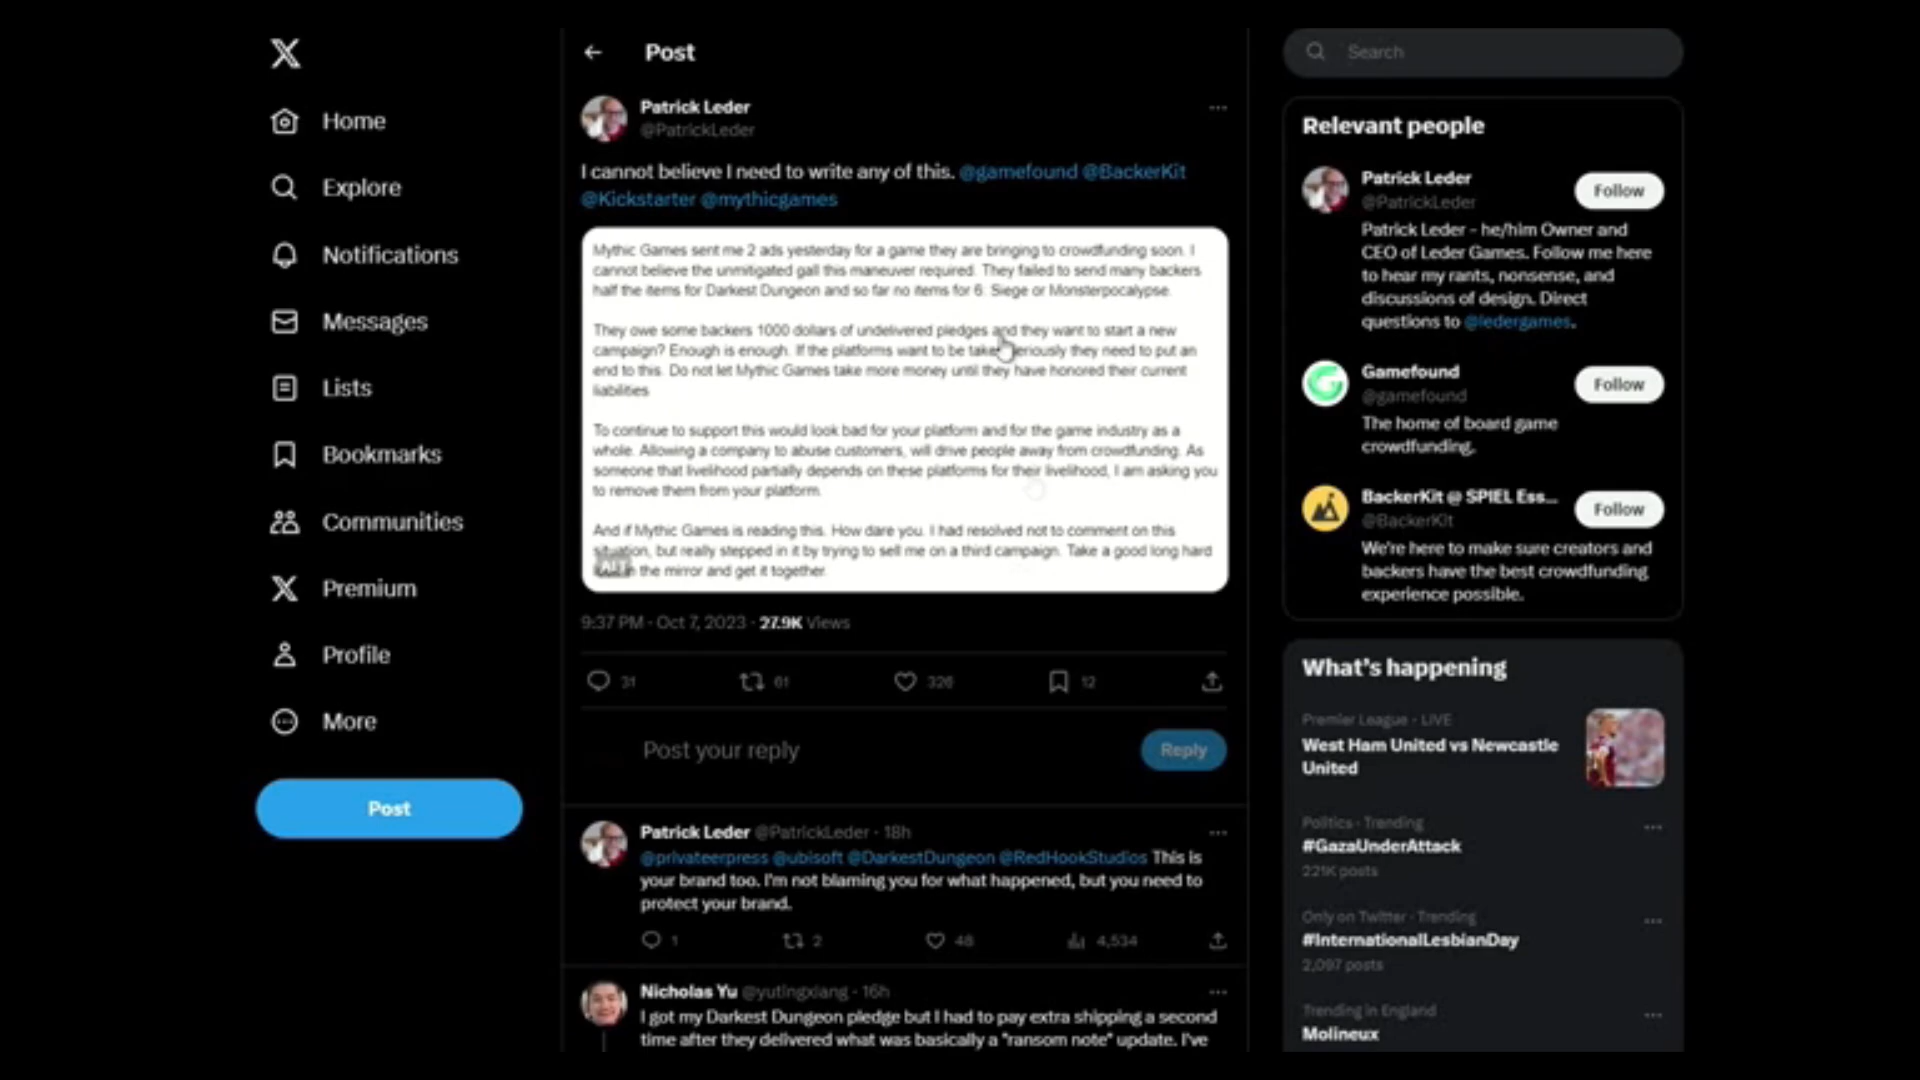 Home
Explore
Notifications
Messages
Lists
Bookmarks
Communities
Premium
Profile
More
Post
Post
Patrick Leder
@PatrickLeder
I cannot believe I need to write any of this. @gamefound @BackerKit
@Kickstarter @mythicgames
Mythic Games sent me 2 ads yesterday for a game they are bringing to crowdfunding soon. I
cannot believe the unmitigated gall this maneuver required. They failed to send many backers
half the items for Darkest Dungeon and so far no items for 6: Siege or Monsterpocalypse.
They owe some backers 1000 dollars of undelivered pledges and they want to start a new
campaign? Enough is enough. If the platforms want to be taken seriously they need to put an
end to this. Do not let Mythic Games take more money until they have honored their current
liabilities
To continue to support this would look bad for your platform and for the game industry as a
whole. Allowing a company to abuse customers, will drive people away from crowdfunding. As
someone that livelihood partially depends on these platforms for their livelihood, I am asking you
to remove them from your platform.
And if Mythic Games is reading this. How dare you. I had resolved not to comment on this
situation, but really stepped in it by trying to sell me on a third campaign. Take a good long hard
in the mirror and get it together.
ALT
9:37 PM · Oct 7, 2023 · 27.9K Views
31 61 326 12
Post your reply
Reply
Patrick Leder @PatrickLeder · 18h
@privateerpress @ubisoft @DarkestDungeon @RedHookStudios This is
your brand too. I'm not blaming you for what happened, but you need to
protect your brand.
1 2 48 4,534
Nicholas Yu @yutingxiang · 16h
I got my Darkest Dungeon pledge but I had to pay extra shipping a second
time after they delivered what was basically a "ransom note" update. I've
Search
Relevant people
Patrick Leder
@PatrickLeder
Follow
Patrick Leder - he/him Owner and
CEO of Leder Games. Follow me here
to hear my rants, nonsense, and
discussions of design. Direct
questions to @ledergames.
Gamefound
@gamefound
Follow
The home of board game
crowdfunding.
BackerKit @ SPIEL Ess...
@BackerKit
Follow
We're here to make sure creators and
backers have the best crowdfunding
experience possible.
What's happening
Premier League · LIVE
West Ham United vs Newcastle
United
Politics · Trending
#GazaUnderAttack
221K posts
Only on Twitter · Trending
#InternationalLesbianDay
2,097 posts
Trending in England
Molineux